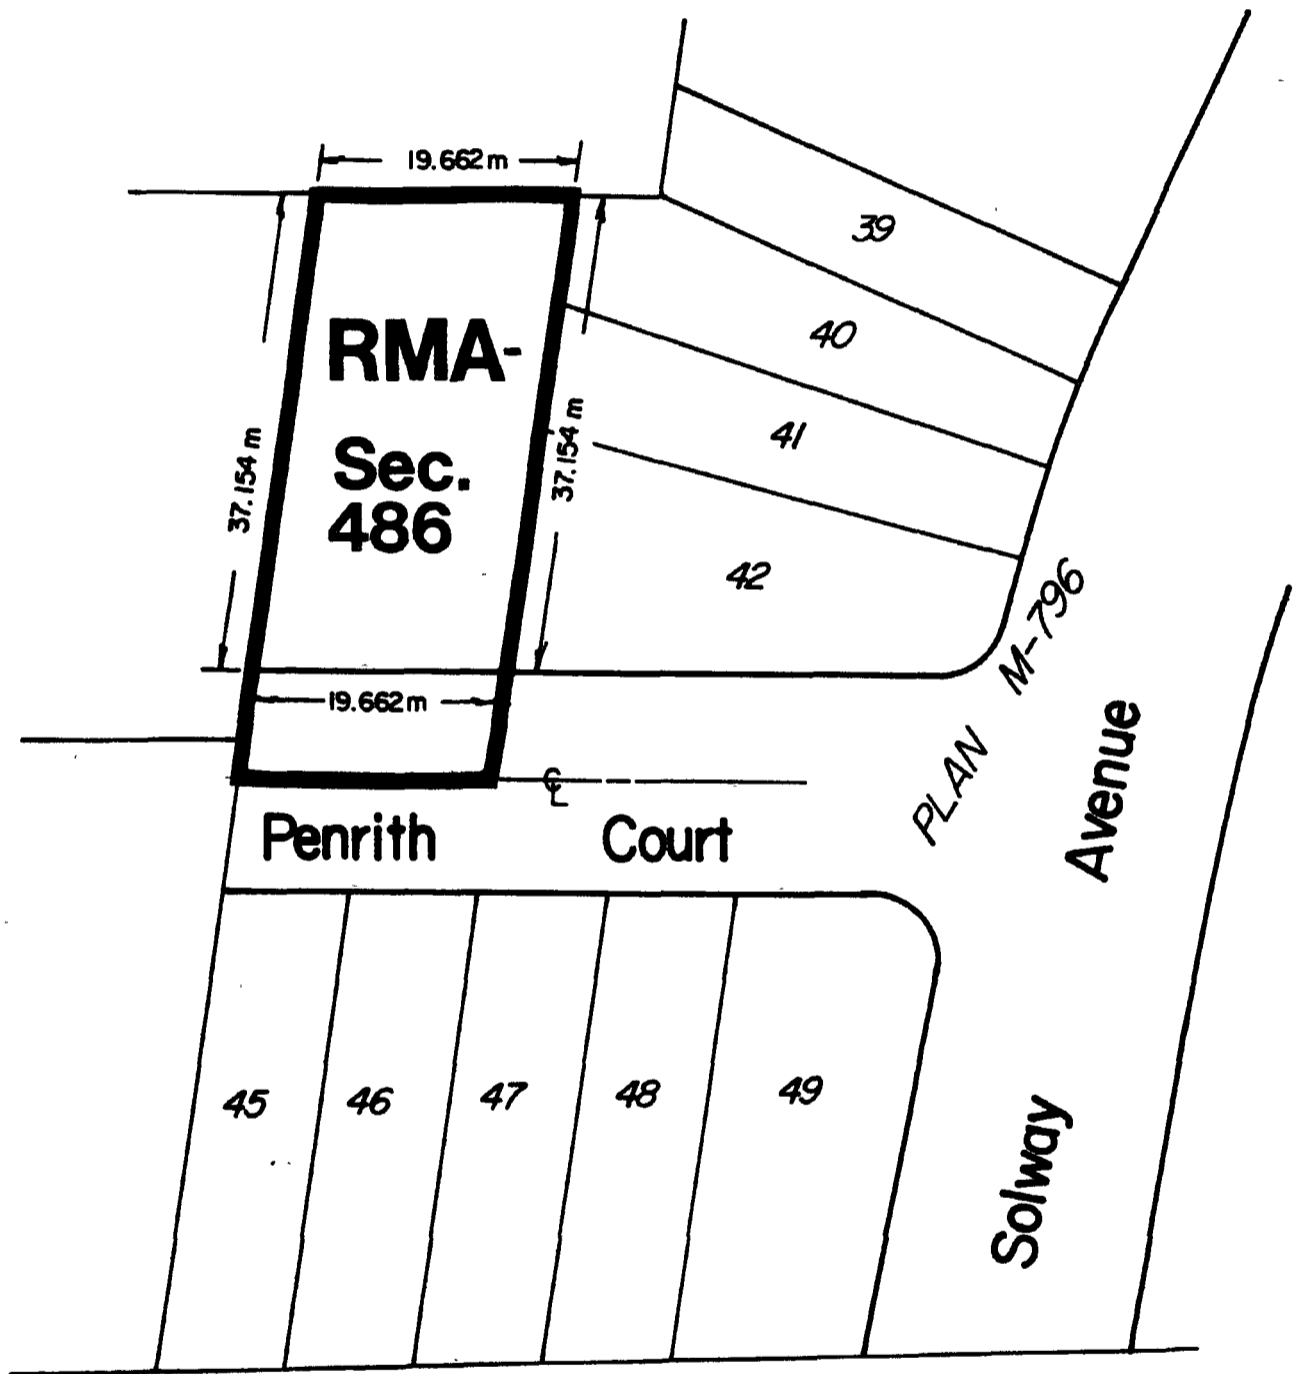 19.662m
39
40
RMA-
41
Sec.
486
37.154 m
37.154 m
42
PLAN M-796
19.662m
℄
Penrith Court
Solway Avenue
45
46
47
48
49